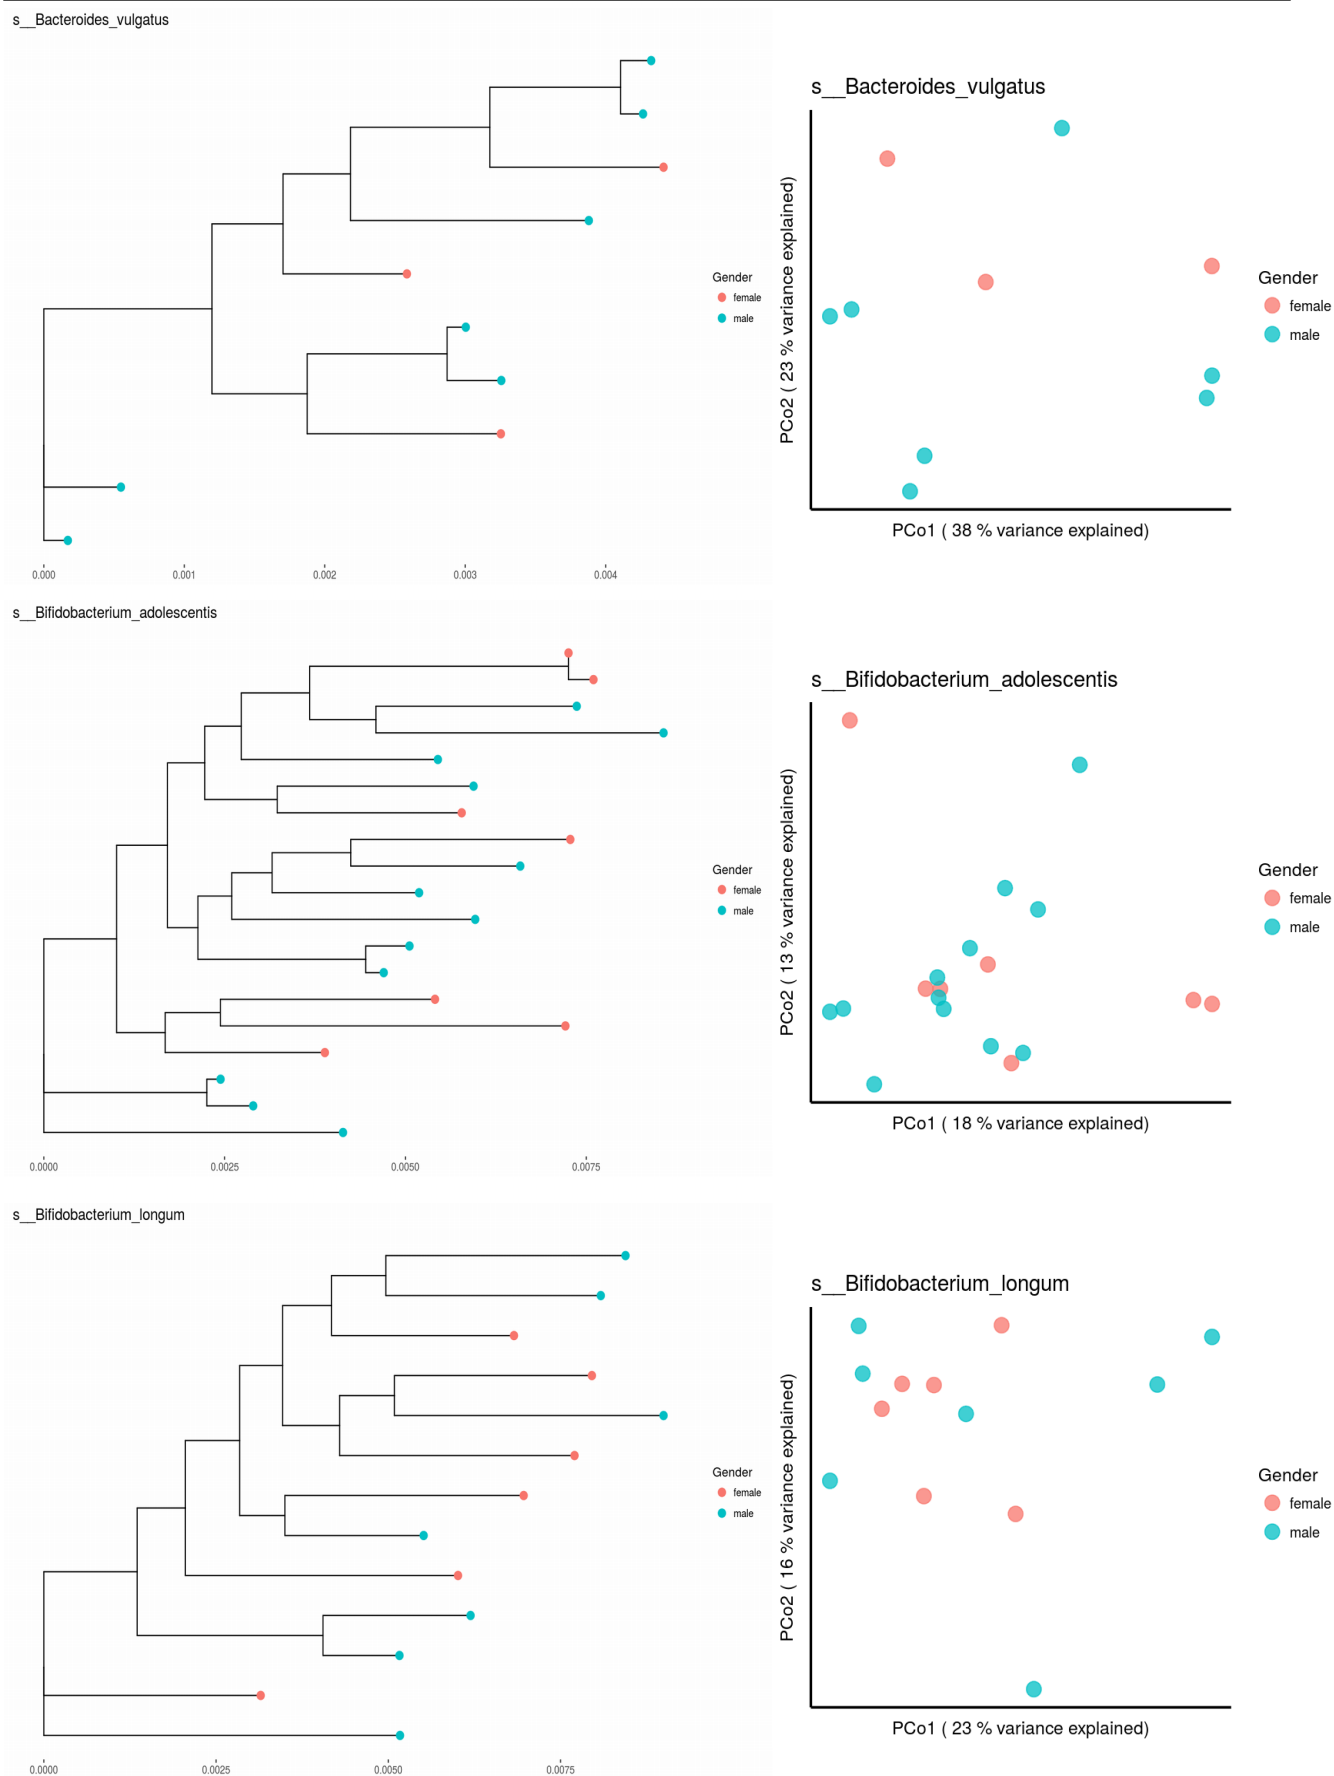 s__Bacteroides_vulgatus
Gender
female
male
0.000
0.001
0.002
0.003
0.004
s__Bacteroides_vulgatus
PCo2 ( 23 % variance explained)
PCo1 ( 38 % variance explained)
Gender
female
male
s__Bifidobacterium_adolescentis
Gender
female
male
0.0000
0.0025
0.0050
0.0075
s__Bifidobacterium_adolescentis
PCo2 ( 13 % variance explained)
PCo1 ( 18 % variance explained)
Gender
female
male
s__Bifidobacterium_longum
Gender
female
male
0.0000
0.0025
0.0050
0.0075
s__Bifidobacterium_longum
PCo2 ( 16 % variance explained)
PCo1 ( 23 % variance explained)
Gender
female
male